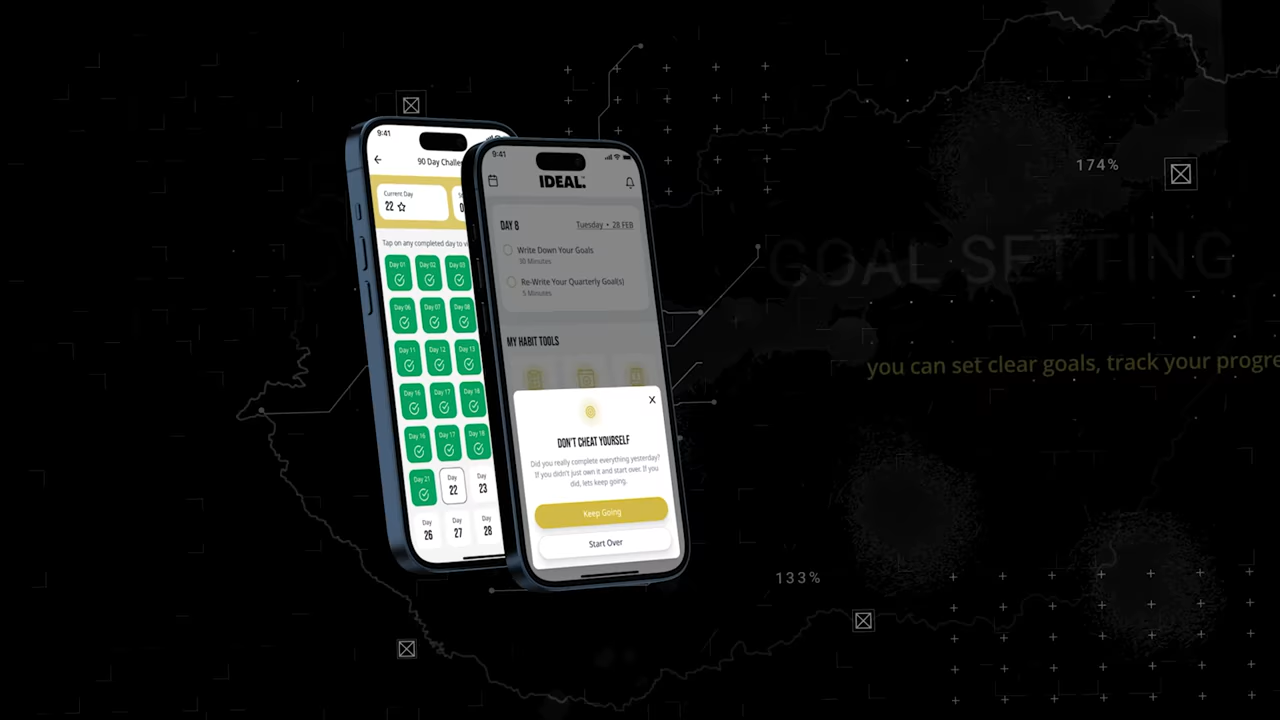 9:41
90 Day
Current Day
22
Tap on any completed day to
Day 01
Day 02
Day 03
Day 06
Day 07
Day 08
Day 11
Day 12
Day 13
Day 16
Day 17
Day 18
Day 16
Day 17
Day 18
Day 21
Day
22
Day
23
Day
26
Day
27
Day
28
9:41
IDEAL.
DAY 8
Tuesday • 28 FEB
Write Down Your Goals
30 Minutes
Re-Write Your Quarterly Goal(s)
5 Minutes
MY HABIT TOOLS
DON'T CHEAT YOURSELF
Did you really complete everything yesterday?
If you didn't just own it and start over. If you
did, lets keep going.
Keep Going
Start Over
174%
GOAL SETTING
you can set clear goals, track your
133%